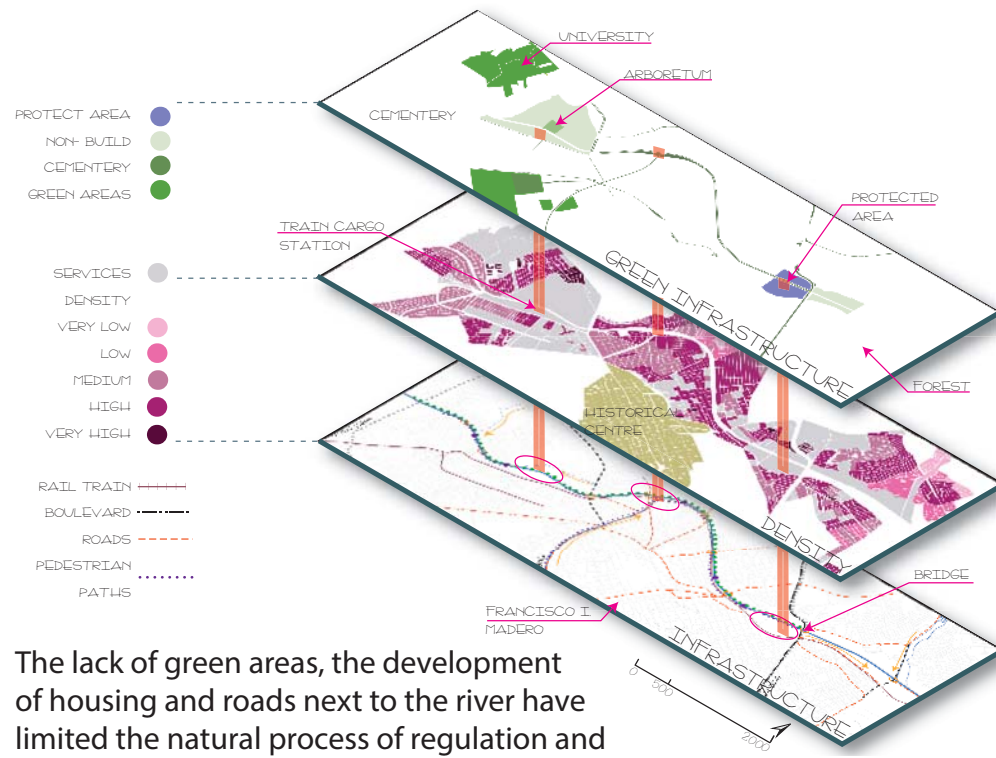 UNIVERSITY
ARBORETUM
CEMENTERY
PROTECT AREA
NON- BUILD
CEMENTERY
GREEN AREAS
PROTECTED
AREA
TRAIN CARGO
STATION
GREEN INFRASTRUCTURE
FOREST
SERVICES
DENSITY
VERY LOW
LOW
MEDIUM
HIGH
VERY HIGH
HISTORICAL
CENTRE
DENSITY
RAIL TRAIN
BOULEVARD
ROADS
PEDESTRIAN
PATHS
BRIDGE
FRANCISCO I
MADERO
INFRASTRUCTURE
0 500 2000
The lack of green areas, the development
of housing and roads next to the river have
limited the natural process of regulation and